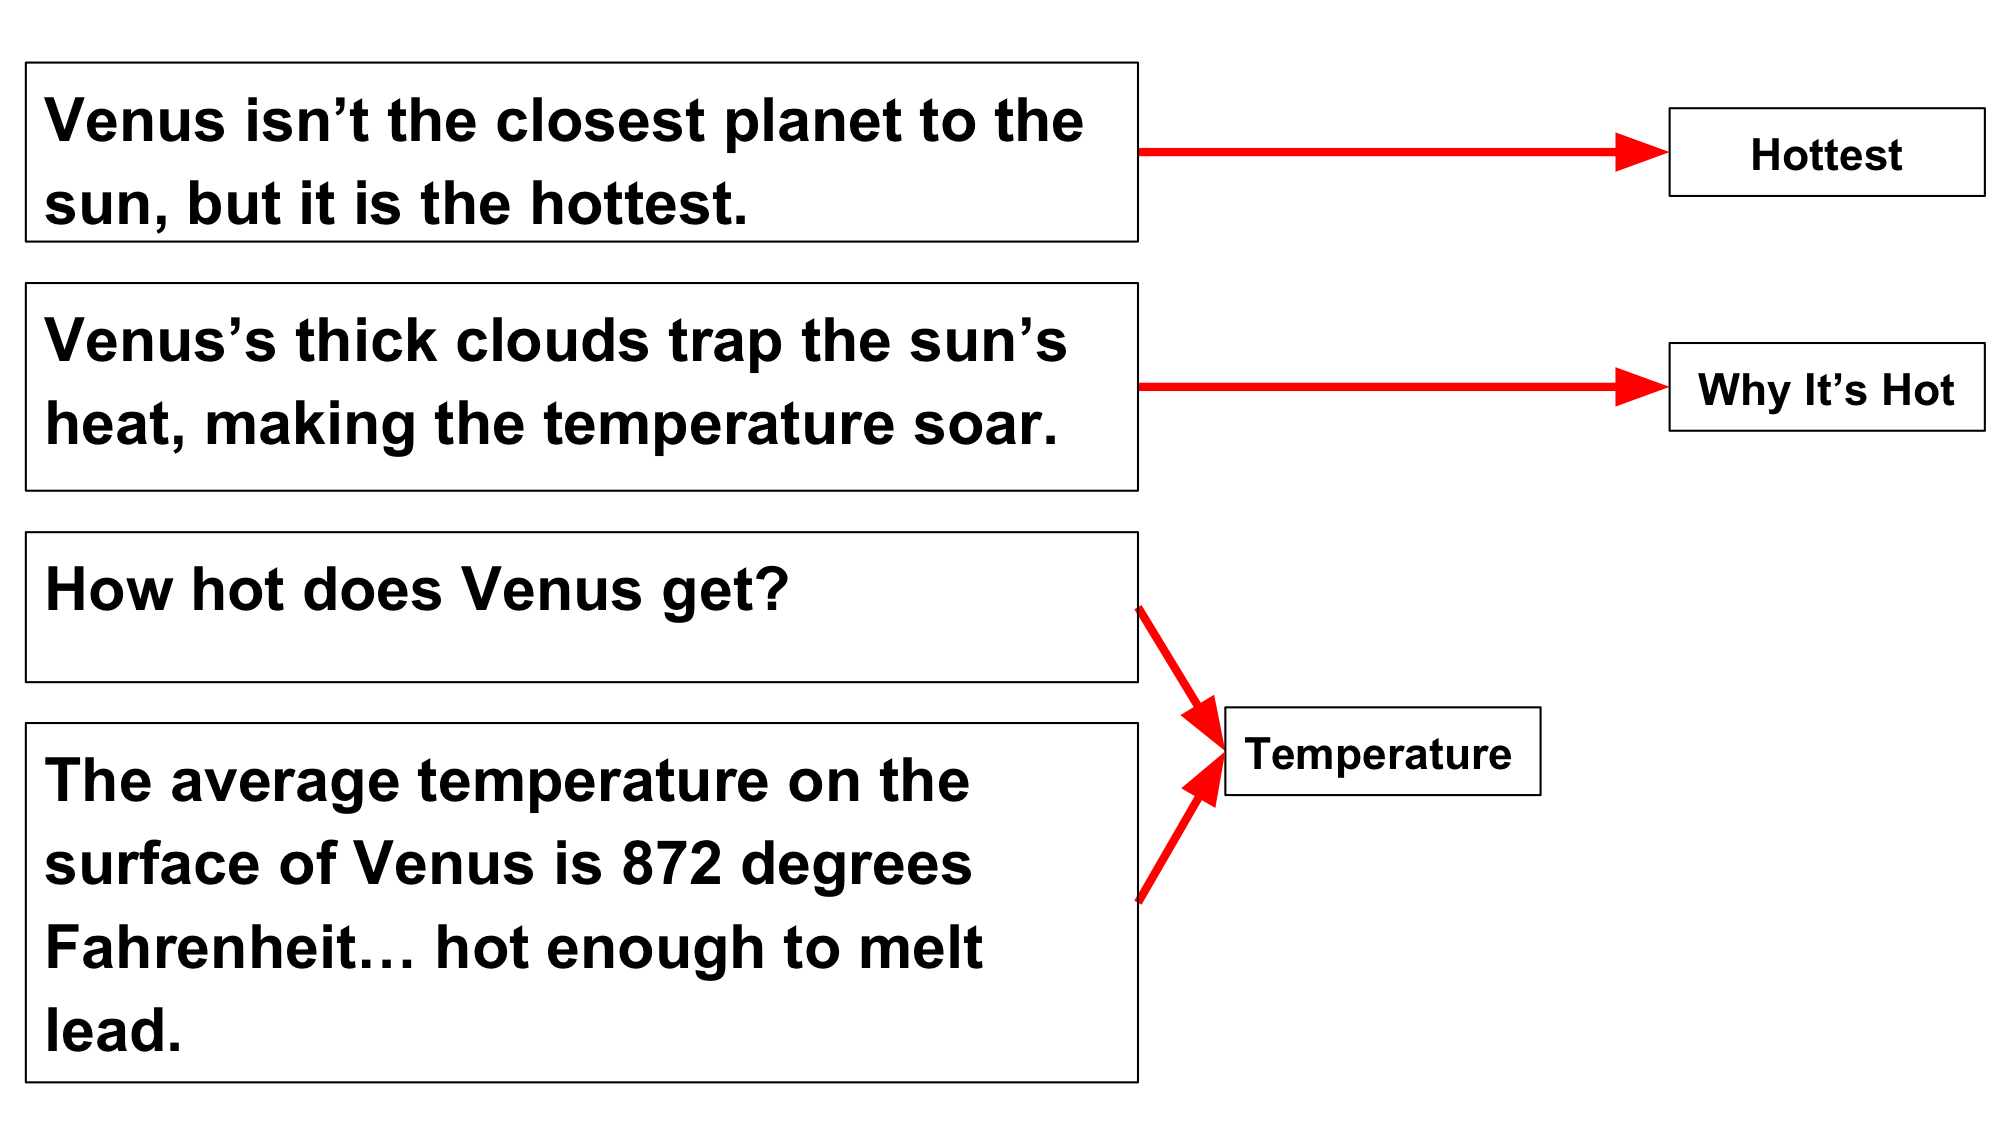 Venus isn’t the closest planet to the
sun, but it is the hottest.
Hottest
Venus’s thick clouds trap the sun’s
heat, making the temperature soar.
Why It’s Hot
How hot does Venus get?
The average temperature on the
surface of Venus is 872 degrees
Fahrenheit… hot enough to melt
lead.
Temperature